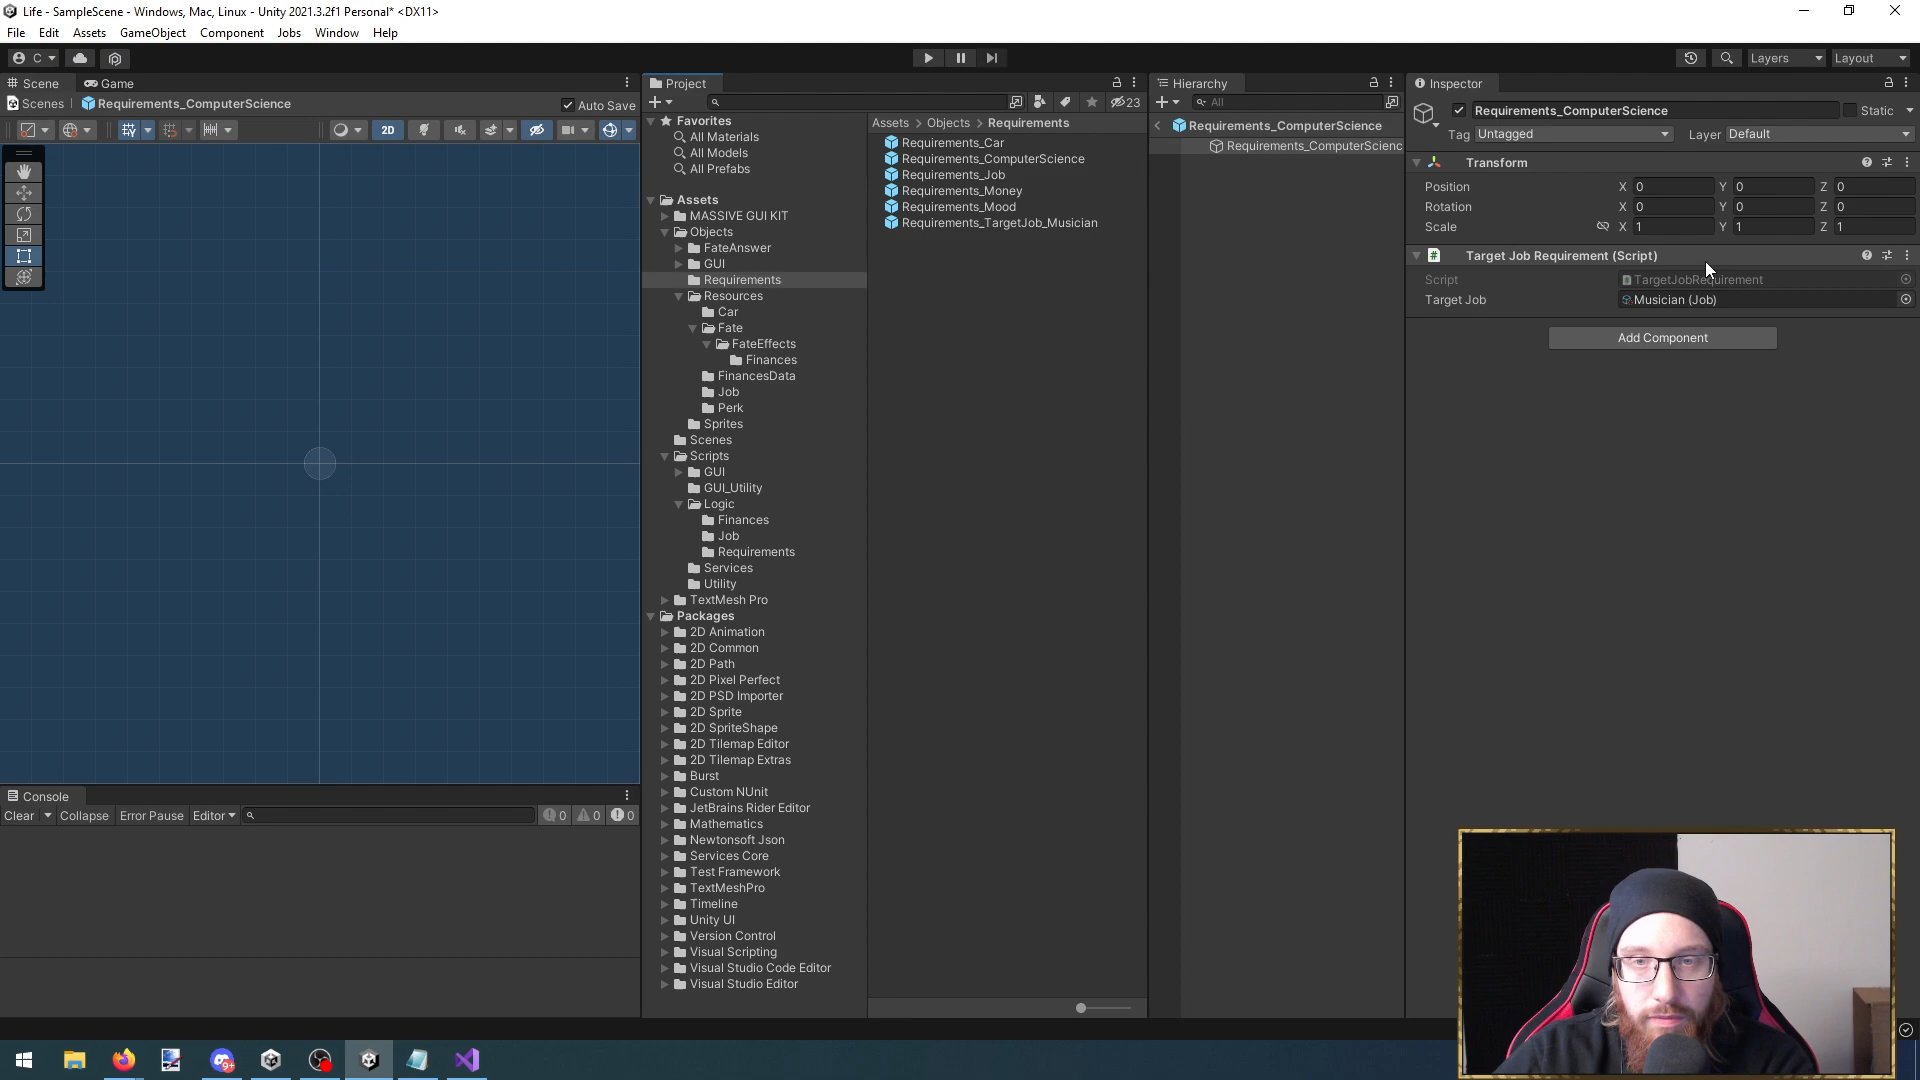 Life - SampleScene - Windows, Mac, Linux - Unity 2021.3.2f1 Personal* <DX11>
File Edit Assets GameObject Component Jobs Window Help
C
Layers
Layout
Scene
Game
Scenes
Requirements_ComputerScience
Auto Save
2D
Console
Clear
Collapse
Error Pause
Editor
0
0
0
Project
23
Favorites
All Materials
All Models
All Prefabs
Assets
MASSIVE GUI KIT
Objects
FateAnswer
GUI
Requirements
Resources
Car
Fate
FateEffects
Finances
FinancesData
Job
Perk
Sprites
Scenes
Scripts
GUI
GUI_Utility
Logic
Finances
Job
Requirements
Services
Utility
TextMesh Pro
Packages
2D Animation
2D Common
2D Path
2D Pixel Perfect
2D PSD Importer
2D Sprite
2D SpriteShape
2D Tilemap Editor
2D Tilemap Extras
Burst
Custom NUnit
JetBrains Rider Editor
Mathematics
Newtonsoft Json
Services Core
Test Framework
TextMeshPro
Timeline
Unity UI
Version Control
Visual Scripting
Visual Studio Code Editor
Visual Studio Editor
Assets > Objects > Requirements
Requirements_Car
Requirements_ComputerScience
Requirements_Job
Requirements_Money
Requirements_Mood
Requirements_TargetJob_Musician
Hierarchy
All
Requirements_ComputerScience
Requirements_ComputerScienc
Inspector
Requirements_ComputerScience
Static
Tag Untagged
Layer Default
Transform
Position X 0 Y 0 Z 0
Rotation X 0 Y 0 Z 0
Scale X 1 Y 1 Z 1
# Target Job Requirement (Script)
Script TargetJobRequirement
Target Job Musician (Job)
Add Component
9+